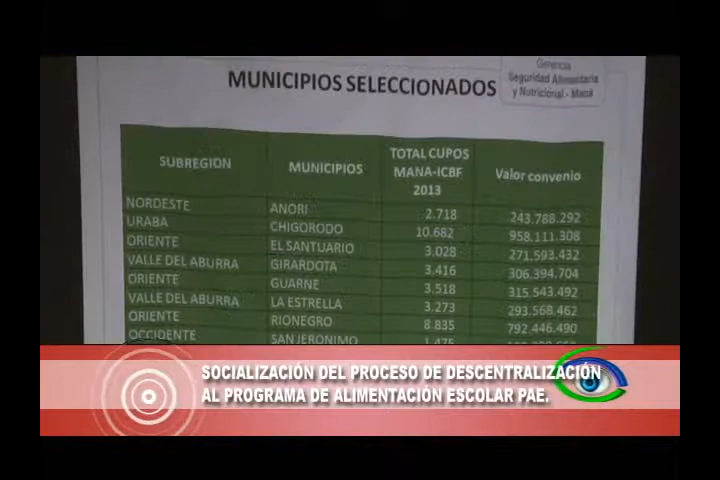 Gerencia
Seguridad Alimentaria
y Nutricional - Maná
MUNICIPIOS SELECCIONADOS
SUBREGION MUNICIPIOS TOTAL CUPOS MANA-ICBF 2013 Valor convenio
NORDESTE ANORI 2.718 243.788.292
URABA CHIGORODO 10.682 958.111.308
ORIENTE EL SANTUARIO 3.028 271.593.432
VALLE DEL ABURRA GIRARDOTA 3.416 306.394.704
ORIENTE GUARNE 3.518 315.543.492
VALLE DEL ABURRA LA ESTRELLA 3.273 293.568.462
ORIENTE RIONEGRO 8.835 792.446.490
OCCIDENTE SAN JERONIMO 1.475
SOCIALIZACIÓN DEL PROCESO DE DESCENTRALIZACIÓN
AL PROGRAMA DE ALIMENTACIÓN ESCOLAR PAE.